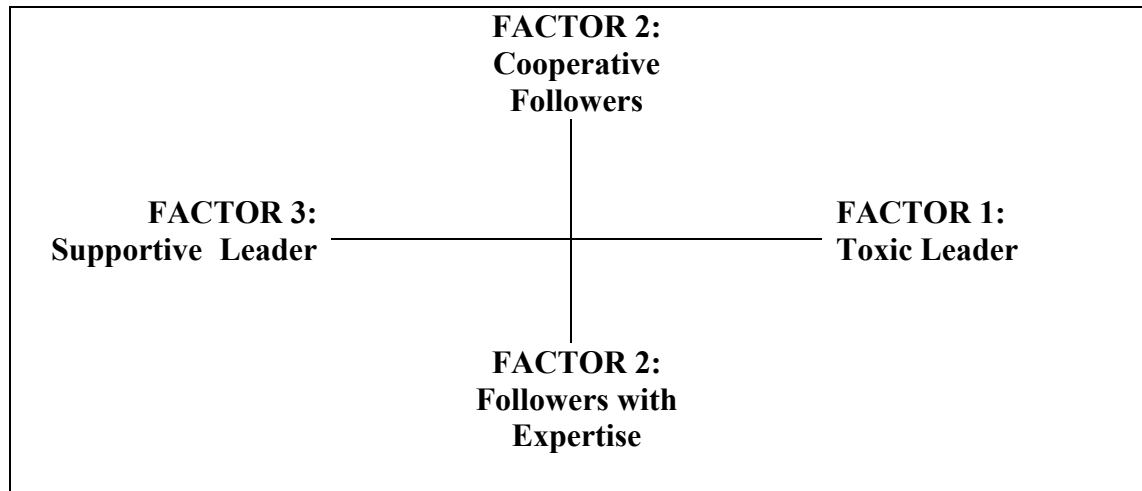 FACTOR 2:
Cooperative
Followers
FACTOR 3:
Supportive Leader
FACTOR 1:
Toxic Leader
FACTOR 2:
Followers with
Expertise